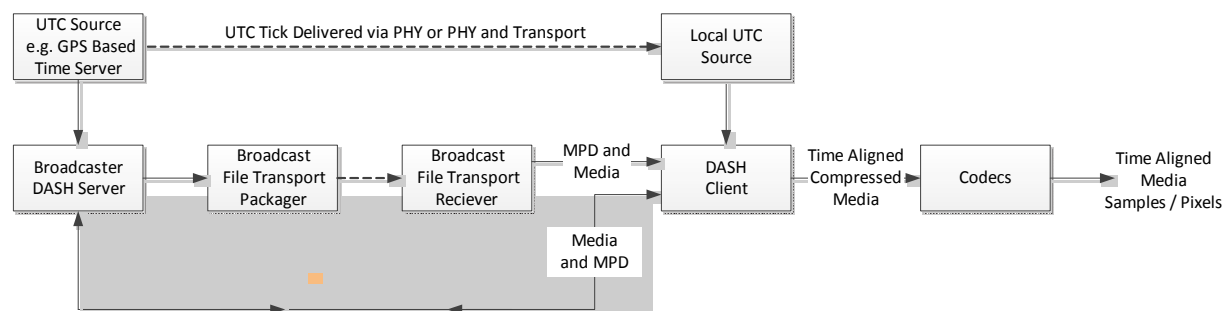 UTC Source
e.g. GPS Based
Time Server
UTC Tick Delivered via PHY or PHY and Transport
Local UTC
Source
Broadcaster
DASH Server
Broadcast
File Transport
Packager
Broadcast
File Transport
Reciever
MPD and
Media
DASH
Client
Time Aligned
Compressed
Media
Codecs
Time Aligned
Media
Samples / Pixels
Media
and MPD